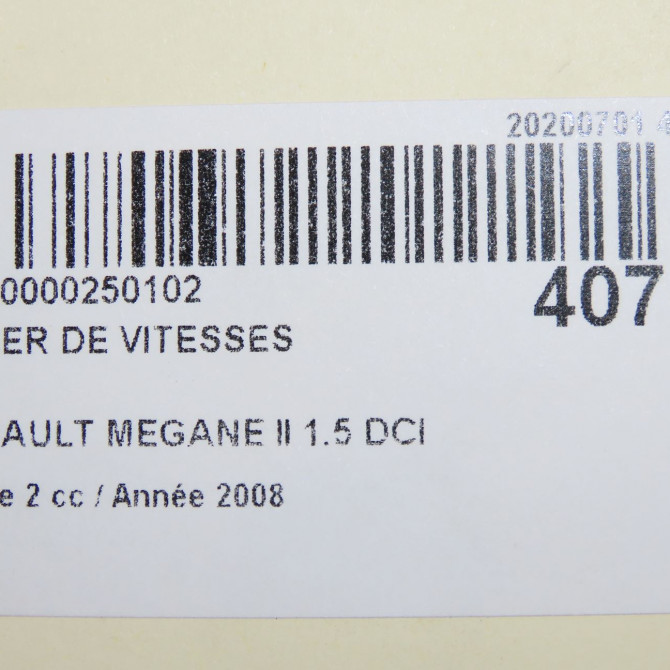 20200701 4
0000250102
407
ER DE VITESSES
AULT MEGANE II 1.5 DCI
e 2 cc / Année 2008